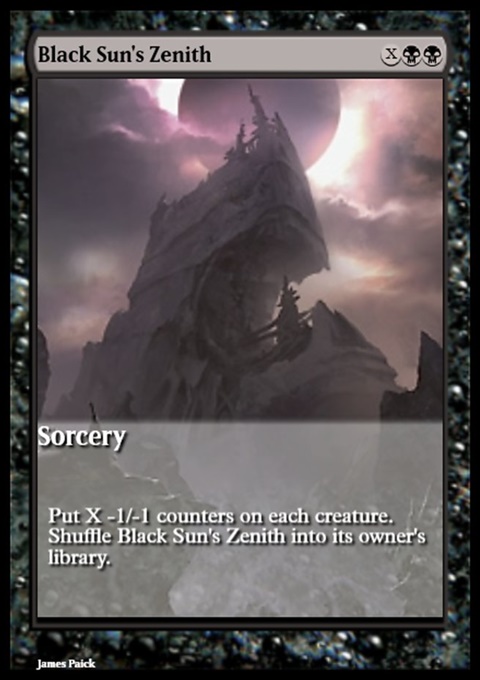 Black Sun's Zenith X
Sorcery
Put X -1/-1 counters on each creature.
Shuffle Black Sun's Zenith into its owner's
library.
James Paick